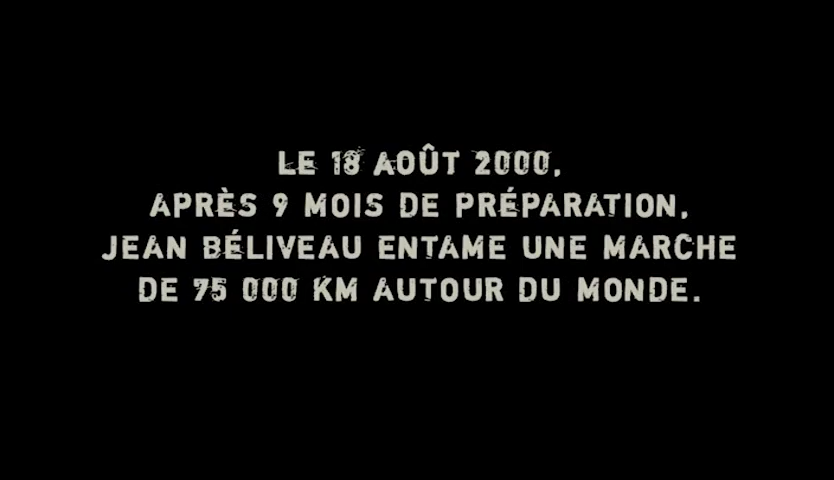 LE 18 AOÛT 2000,
APRÈS 9 MOIS DE PRÉPARATION,
JEAN BÉLIVEAU ENTAME UNE MARCHE
DE 75 000 KM AUTOUR DU MONDE.